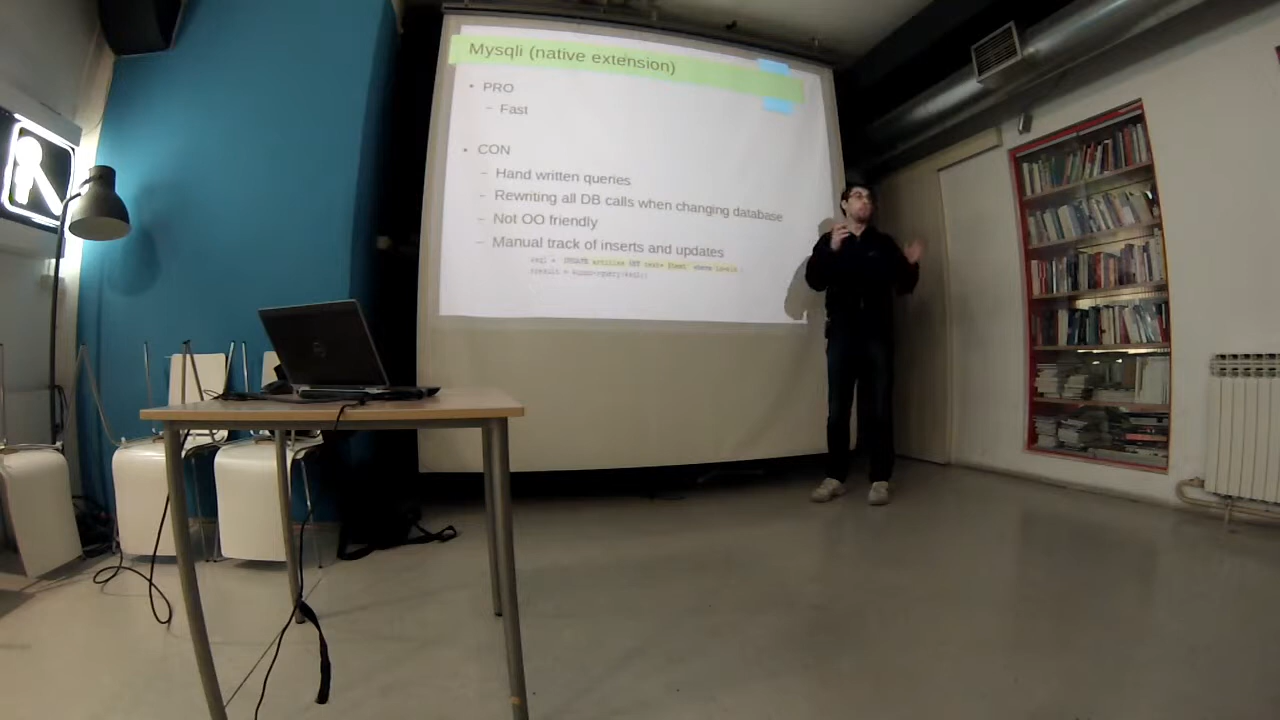 Mysqli (native extension)
• PRO
– Fast
• CON
– Hand written queries
– Rewriting all DB calls when changing database
– Not OO friendly
– Manual track of inserts and updates